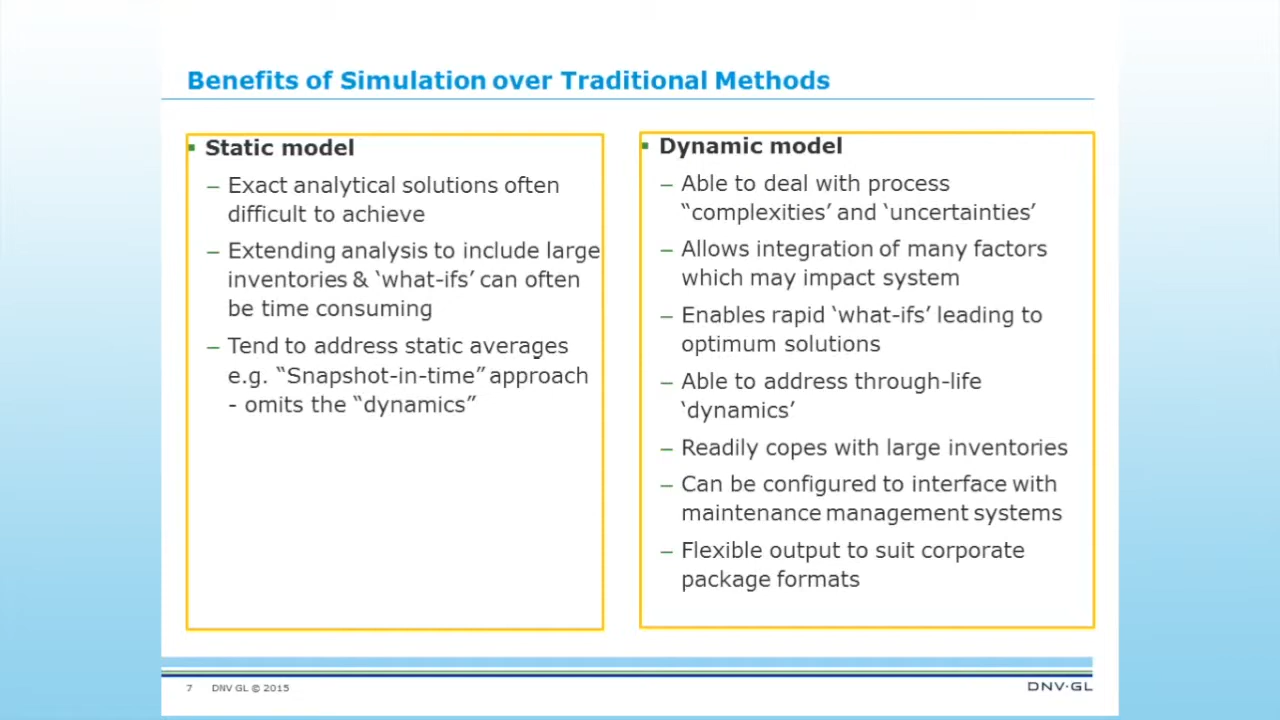 Benefits of Simulation over Traditional Methods
Static model
– Exact analytical solutions often
difficult to achieve
– Extending analysis to include large
inventories & ‘what-ifs’ can often
be time consuming
– Tend to address static averages
e.g. “Snapshot-in-time” approach
- omits the “dynamics”
Dynamic model
– Able to deal with process
“complexities’ and ‘uncertainties’
– Allows integration of many factors
which may impact system
– Enables rapid ‘what-ifs’ leading to
optimum solutions
– Able to address through-life
‘dynamics’
– Readily copes with large inventories
– Can be configured to interface with
maintenance management systems
– Flexible output to suit corporate
package formats
7 DNV GL © 2015
DNV·GL